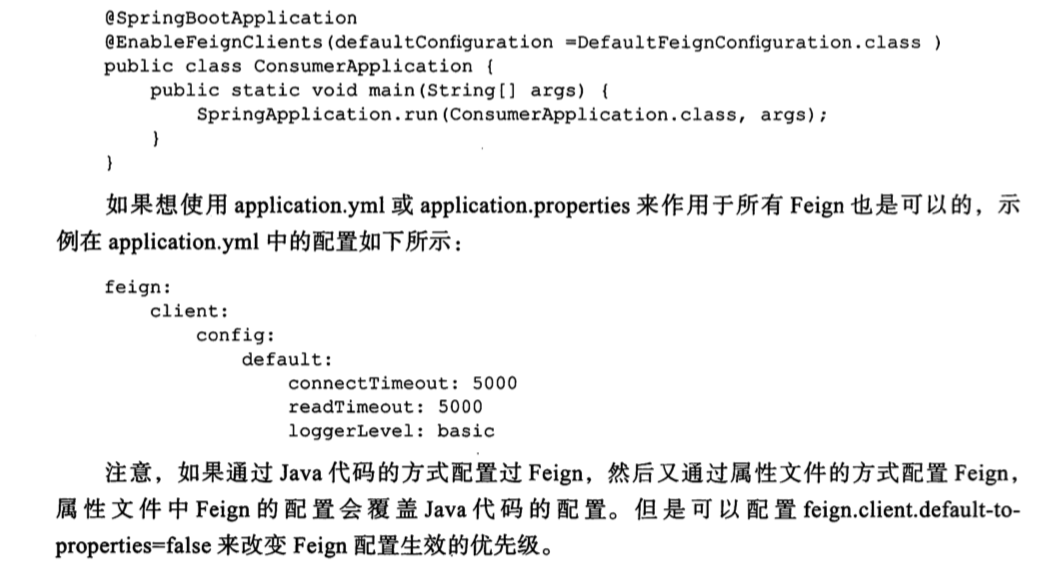 @SpringBootApplication
@EnableFeignClients(defaultConfiguration =DefaultFeignConfiguration.class )
public class ConsumerApplication {
    public static void main(String[] args) {
        SpringApplication.run(ConsumerApplication.class, args);
    }
}
如果想使用 application.yml 或 application.properties 来作用于所有 Feign 也是可以的，示
例在 application.yml 中的配置如下所示：
feign:
    client:
        config:
            default:
                connectTimeout: 5000
                readTimeout: 5000
                loggerLevel: basic
注意，如果通过 Java 代码的方式配置过 Feign，然后又通过属性文件的方式配置 Feign，
属性文件中 Feign 的配置会覆盖 Java 代码的配置。但是可以配置 feign.client.default-to-
properties=false 来改变 Feign 配置生效的优先级。